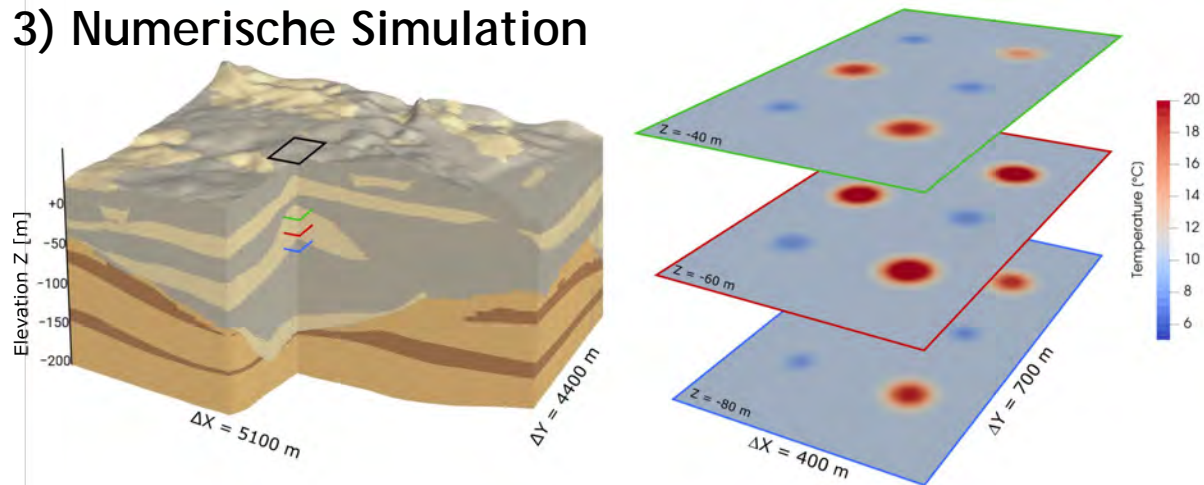 3) Numerische Simulation
Elevation Z [m]
+0
-50
-100
-150
-200
ΔX = 5100 m
ΔY = 4400 m
Z = -40 m
Z = -60 m
Z = -80 m
ΔX = 400 m
ΔY = 700 m
Temperature (°C)
20
18
16
14
12
10
8
6